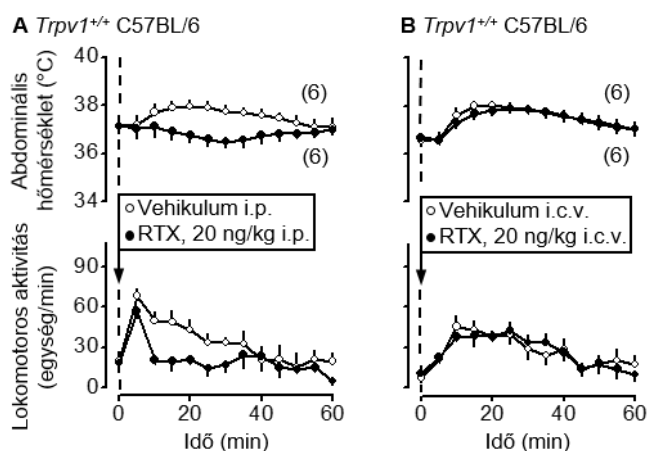 A Trpv1+/+ C57BL/6
B Trpv1+/+ C57BL/6
Abdominális
hőmérséklet (°C)
40
38
36
34
(6)
(6)
(6)
(6)
Vehikulum i.p.
RTX, 20 ng/kg i.p.
Vehikulum i.c.v.
RTX, 20 ng/kg i.c.v.
Lokomotoros aktivitás
(egység/min)
90
60
30
0
0 20 40 60
Idő (min)
0 20 40 60
Idő (min)